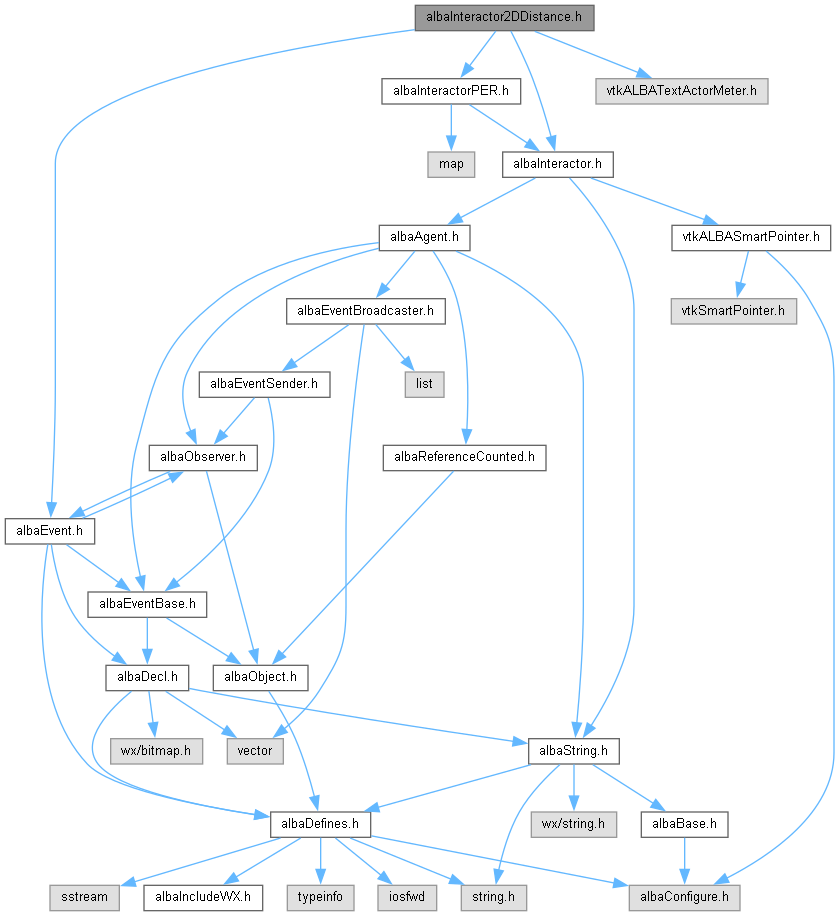 albaInteractor2DDistance.h
albaInteractorPER.h
vtkALBATextActorMeter.h
map
albaInteractor.h
albaAgent.h
vtkALBASmartPointer.h
albaEventBroadcaster.h
vtkSmartPointer.h
albaEventSender.h
list
albaObserver.h
albaReferenceCounted.h
albaEvent.h
albaEventBase.h
albaDecl.h
albaObject.h
wx/bitmap.h
vector
albaString.h
albaDefines.h
wx/string.h
albaBase.h
sstream
albaIncludeWX.h
typeinfo
iosfwd
string.h
albaConfigure.h